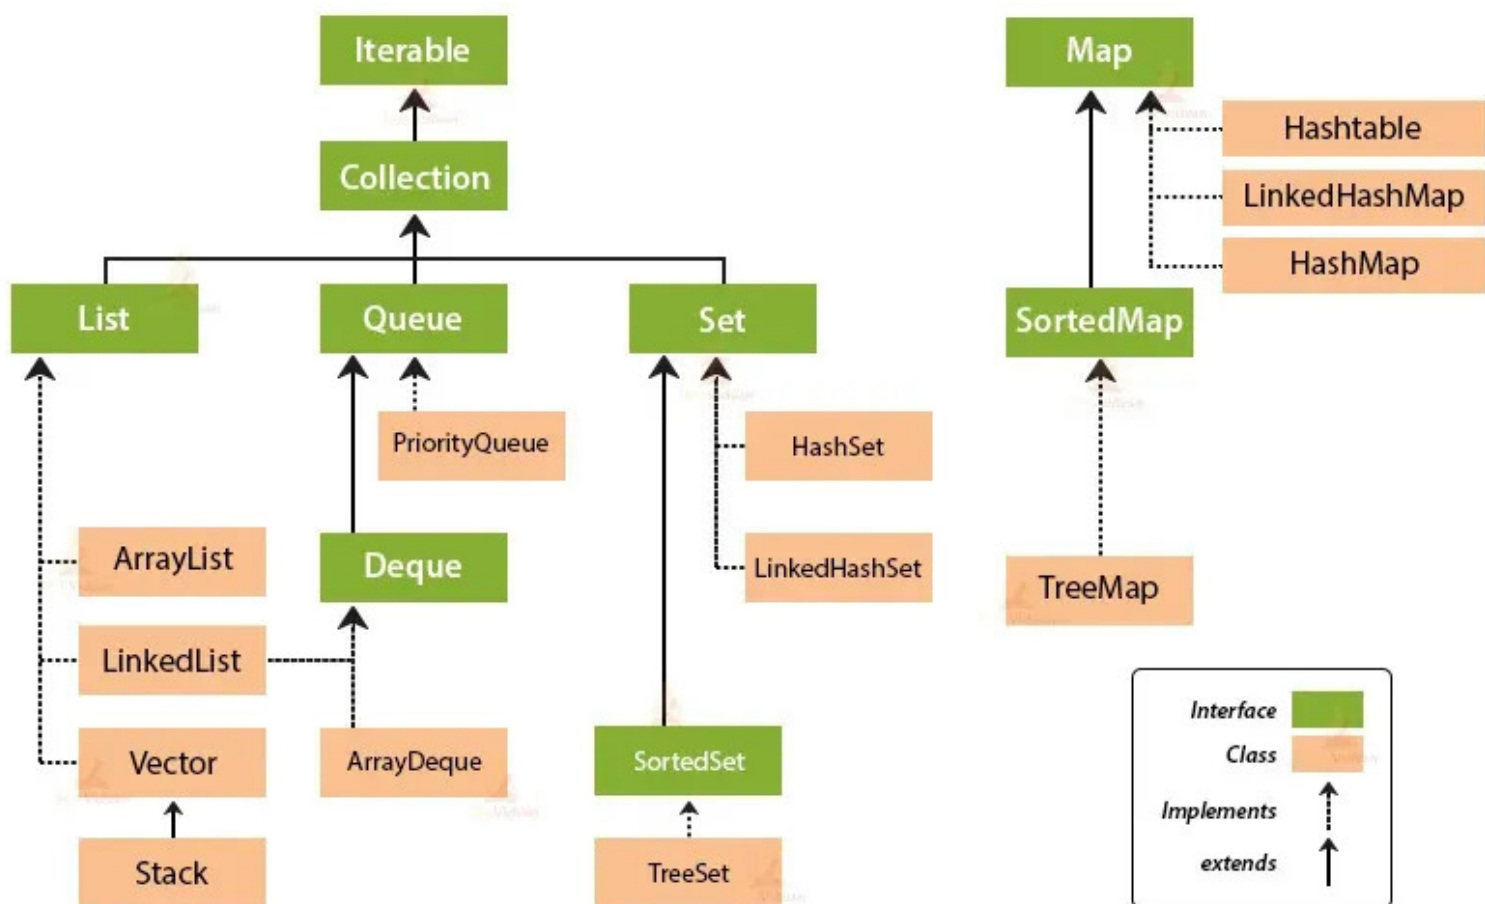 Iterable
Map
Hashtable
Collection
LinkedHashMap
HashMap
List
Queue
Set
SortedMap
PriorityQueue
HashSet
ArrayList
Deque
LinkedHashSet
TreeMap
LinkedList
Interface
Vector
ArrayDeque
SortedSet
Class
Implements
Stack
TreeSet
extends